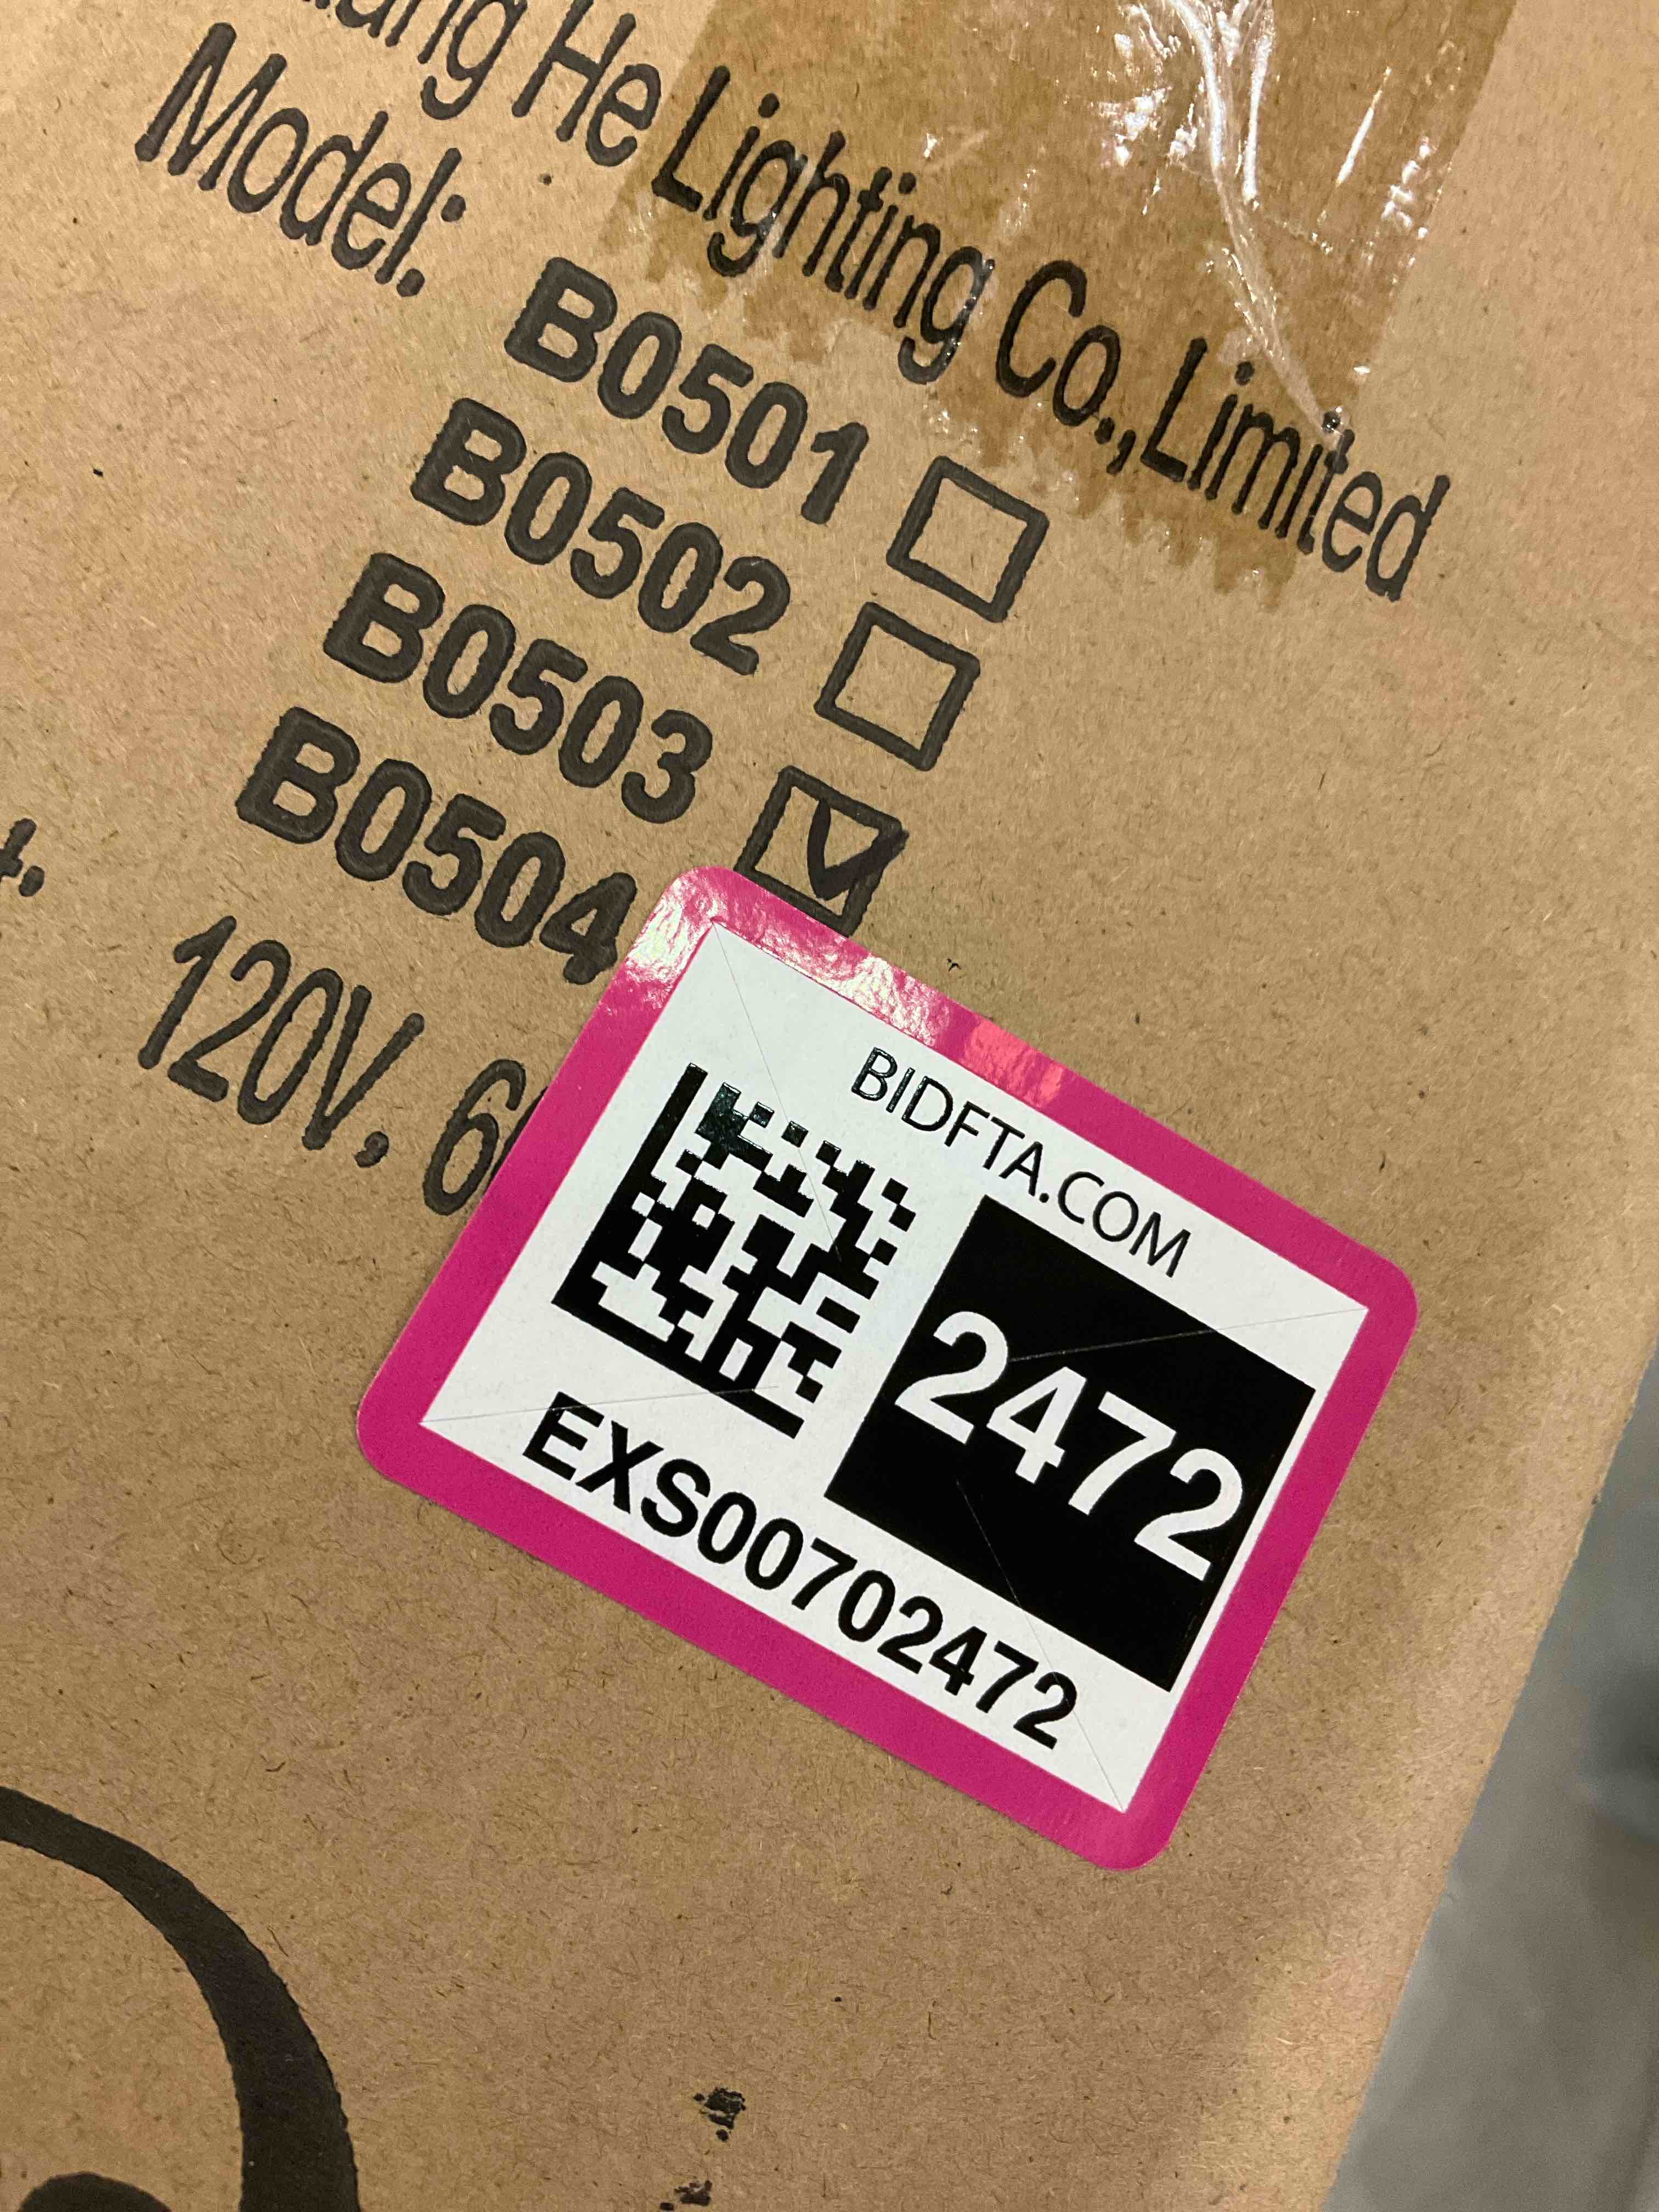 He Lighting Co.,Limited
Model:
B0501
B0502
B0503
B0504
120V, 6
BIDFTA.COM
2472
EXS00702472